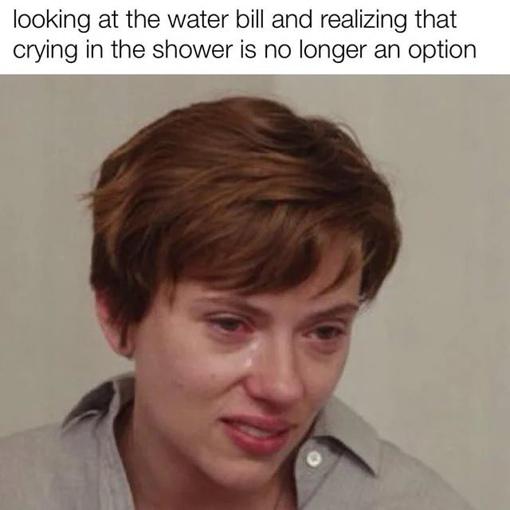 looking at the water bill and realizing that
crying in the shower is no longer an option